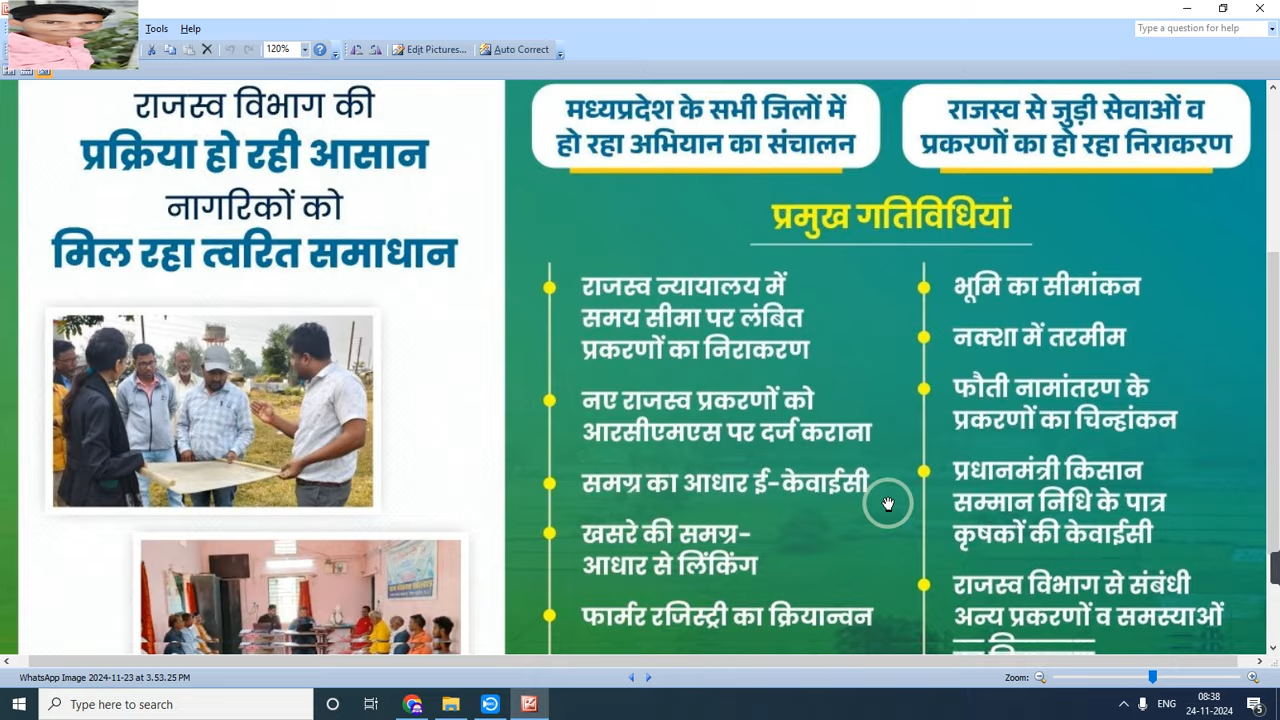 Tools Help
Type a question for help
120%
Edit Pictures...
Auto Correct
राजस्व विभाग की
प्रक्रिया हो रही आसान
नागरिकों को
मिल रहा त्वरित समाधान
मध्यप्रदेश के सभी जिलों में
हो रहा अभियान का संचालन
राजस्व से जुड़ी सेवाओं व
प्रकरणों का हो रहा निराकरण
प्रमुख गतिविधियां
राजस्व न्यायालय में
समय सीमा पर लंबित
प्रकरणों का निराकरण
नए राजस्व प्रकरणों को
आरसीएमएस पर दर्ज कराना
समग्र का आधार ई-केवाईसी
खसरे की समग्र-
आधार से लिंकिंग
फार्मर रजिस्ट्री का क्रियान्वन
भूमि का सीमांकन
नक्शा में तरमीम
फौती नामांतरण के
प्रकरणों का चिन्हांकन
प्रधानमंत्री किसान
सम्मान निधि के पात्र
कृषकों की केवाईसी
राजस्व विभाग से संबंधी
अन्य प्रकरणों व समस्याओं
WhatsApp Image 2024-11-23 at 3.53.25 PM
Zoom:
Type here to search
ENG
08:38
24-11-2024
5